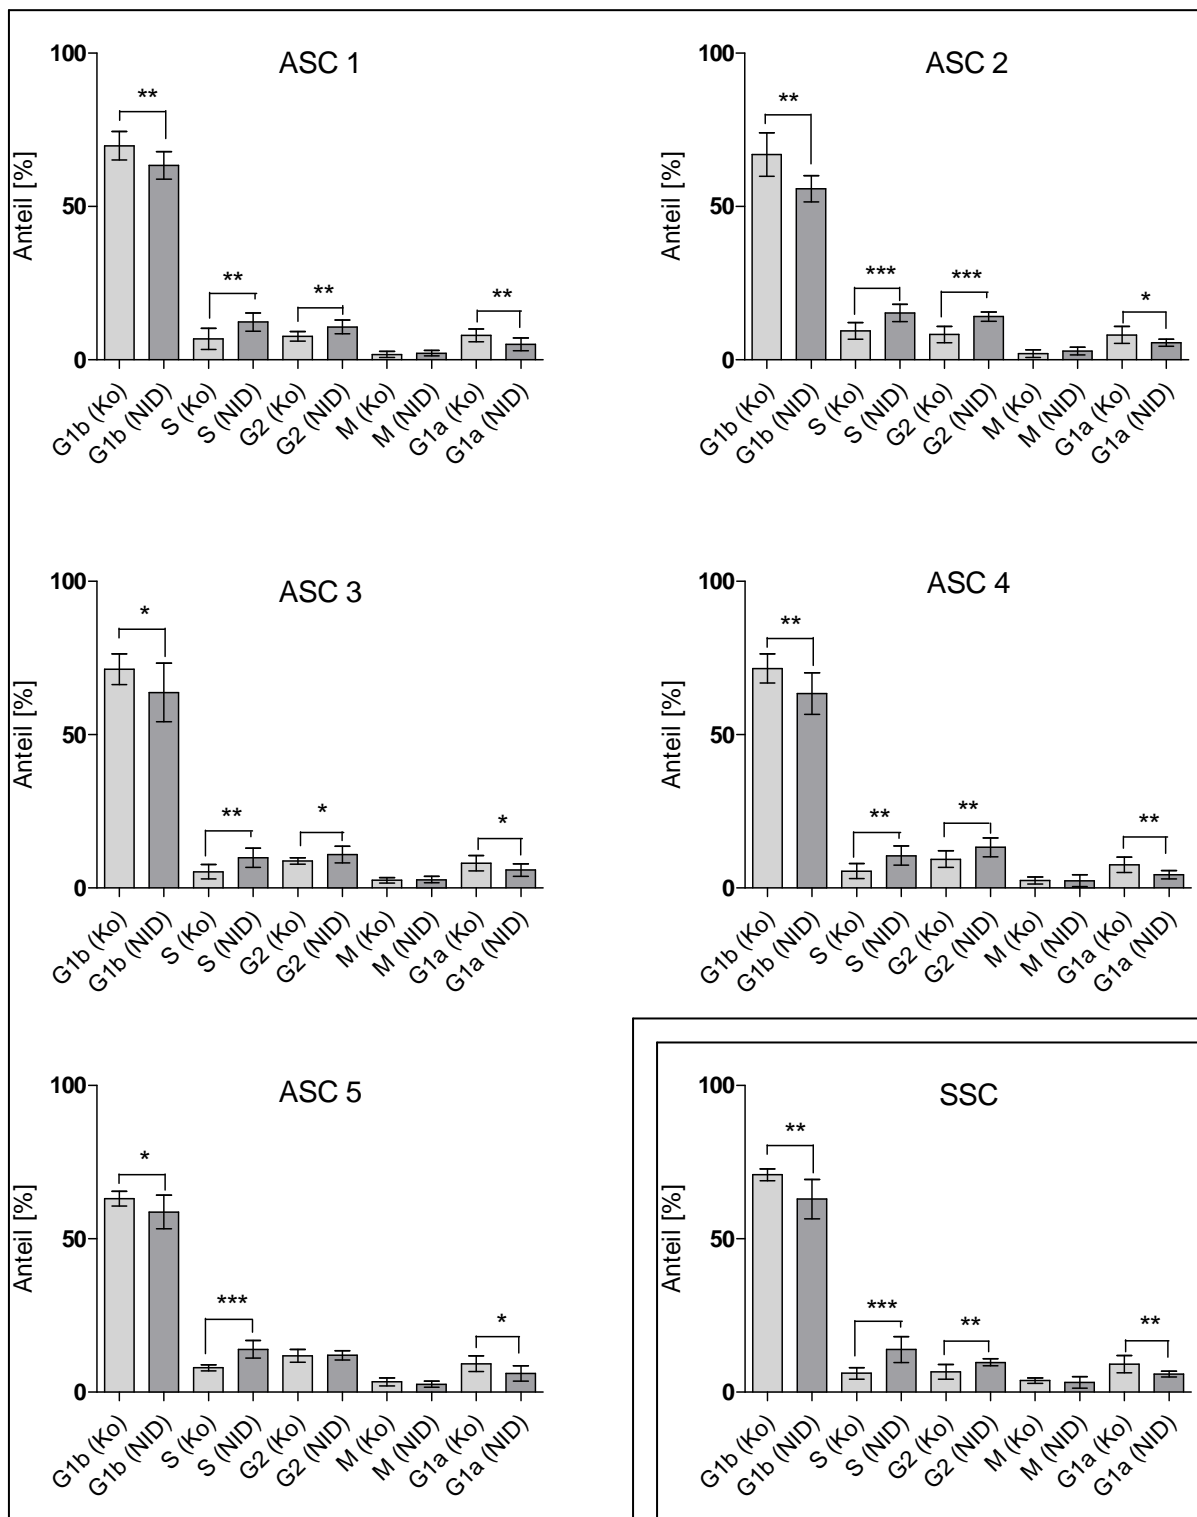 ASC 1
Anteil [%]
100
50
0
**
**
**
**
G1b (Ko)
G1b (NID)
S (Ko)
S (NID)
G2 (Ko)
G2 (NID)
M (Ko)
M (NID)
G1a (Ko)
G1a (NID)
ASC 2
Anteil [%]
100
50
0
**
***
***
*
G1b (Ko)
G1b (NID)
S (Ko)
S (NID)
G2 (Ko)
G2 (NID)
M (Ko)
M (NID)
G1a (Ko)
G1a (NID)
ASC 3
Anteil [%]
100
50
0
*
**
*
*
G1b (Ko)
G1b (NID)
S (Ko)
S (NID)
G2 (Ko)
G2 (NID)
M (Ko)
M (NID)
G1a (Ko)
G1a (NID)
ASC 4
Anteil [%]
100
50
0
**
**
**
**
G1b (Ko)
G1b (NID)
S (Ko)
S (NID)
G2 (Ko)
G2 (NID)
M (Ko)
M (NID)
G1a (Ko)
G1a (NID)
ASC 5
Anteil [%]
100
50
0
*
***
*
G1b (Ko)
G1b (NID)
S (Ko)
S (NID)
G2 (Ko)
G2 (NID)
M (Ko)
M (NID)
G1a (Ko)
G1a (NID)
SSC
Anteil [%]
100
50
0
**
***
**
**
G1b (Ko)
G1b (NID)
S (Ko)
S (NID)
G2 (Ko)
G2 (NID)
M (Ko)
M (NID)
G1a (Ko)
G1a (NID)